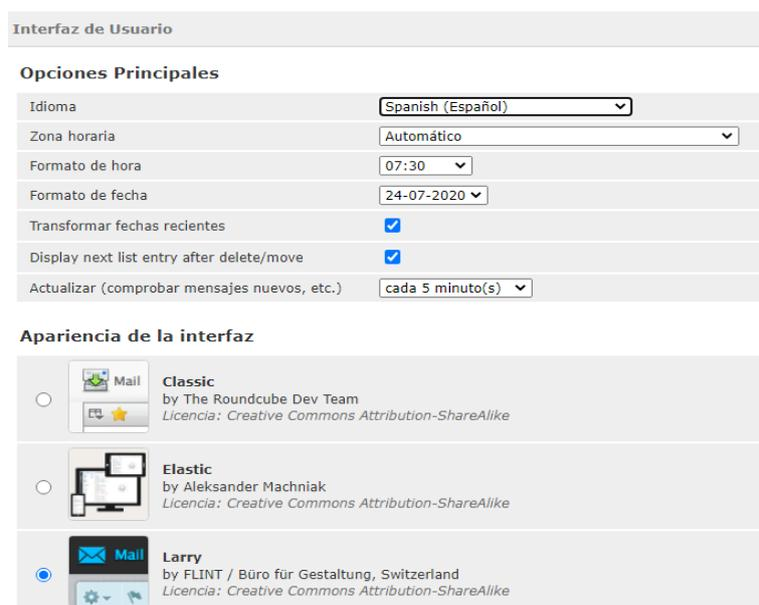 Interfaz de Usuario
Opciones Principales
Idioma Spanish (Español)
Zona horaria Automático
Formato de hora 07:30
Formato de fecha 24-07-2020
Transformar fechas recientes
Display next list entry after delete/move
Actualizar (comprobar mensajes nuevos, etc.) cada 5 minuto(s)
Apariencia de la interfaz
Mail
Classic
by The Roundcube Dev Team
Licencia: Creative Commons Attribution-ShareAlike
Elastic
by Aleksander Machniak
Licencia: Creative Commons Attribution-ShareAlike
Mail
Larry
by FLINT / Büro für Gestaltung, Switzerland
Licencia: Creative Commons Attribution-ShareAlike